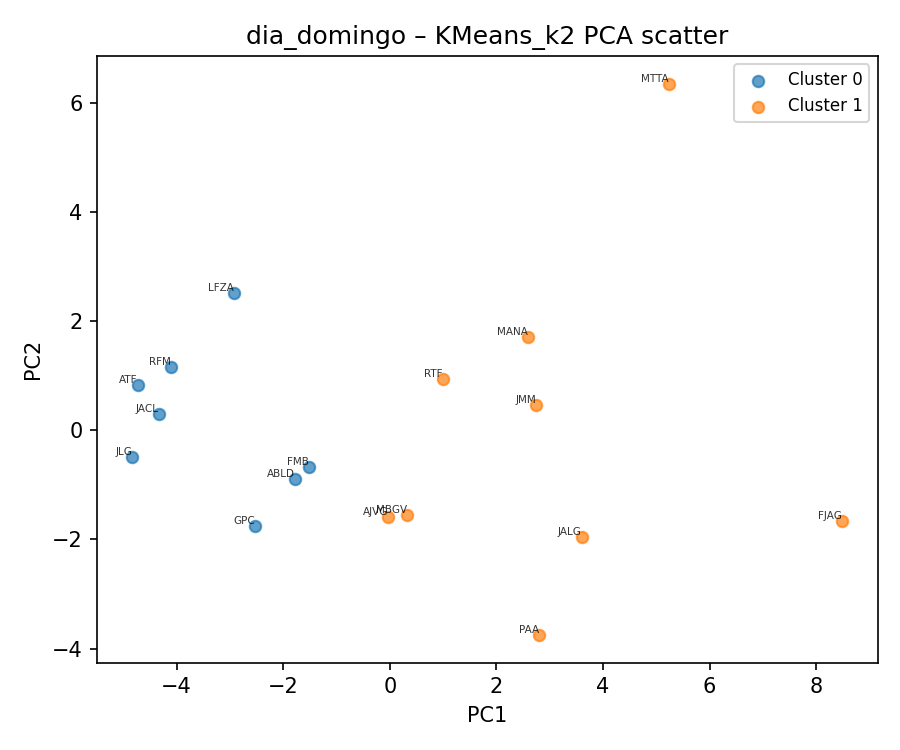 dia_domingo – KMeans_k2 PCA scatter
Cluster 0
Cluster 1
PC2
6
4
2
0
−2
−4
MTTA
LFZA
MANA
RFM
RTF
ATF
JMM
JACL
JLG
FMB
ABLD
GPC
AJVG
MBGV
JALG
FJAG
PAA
−4
−2
0
2
4
6
8
PC1